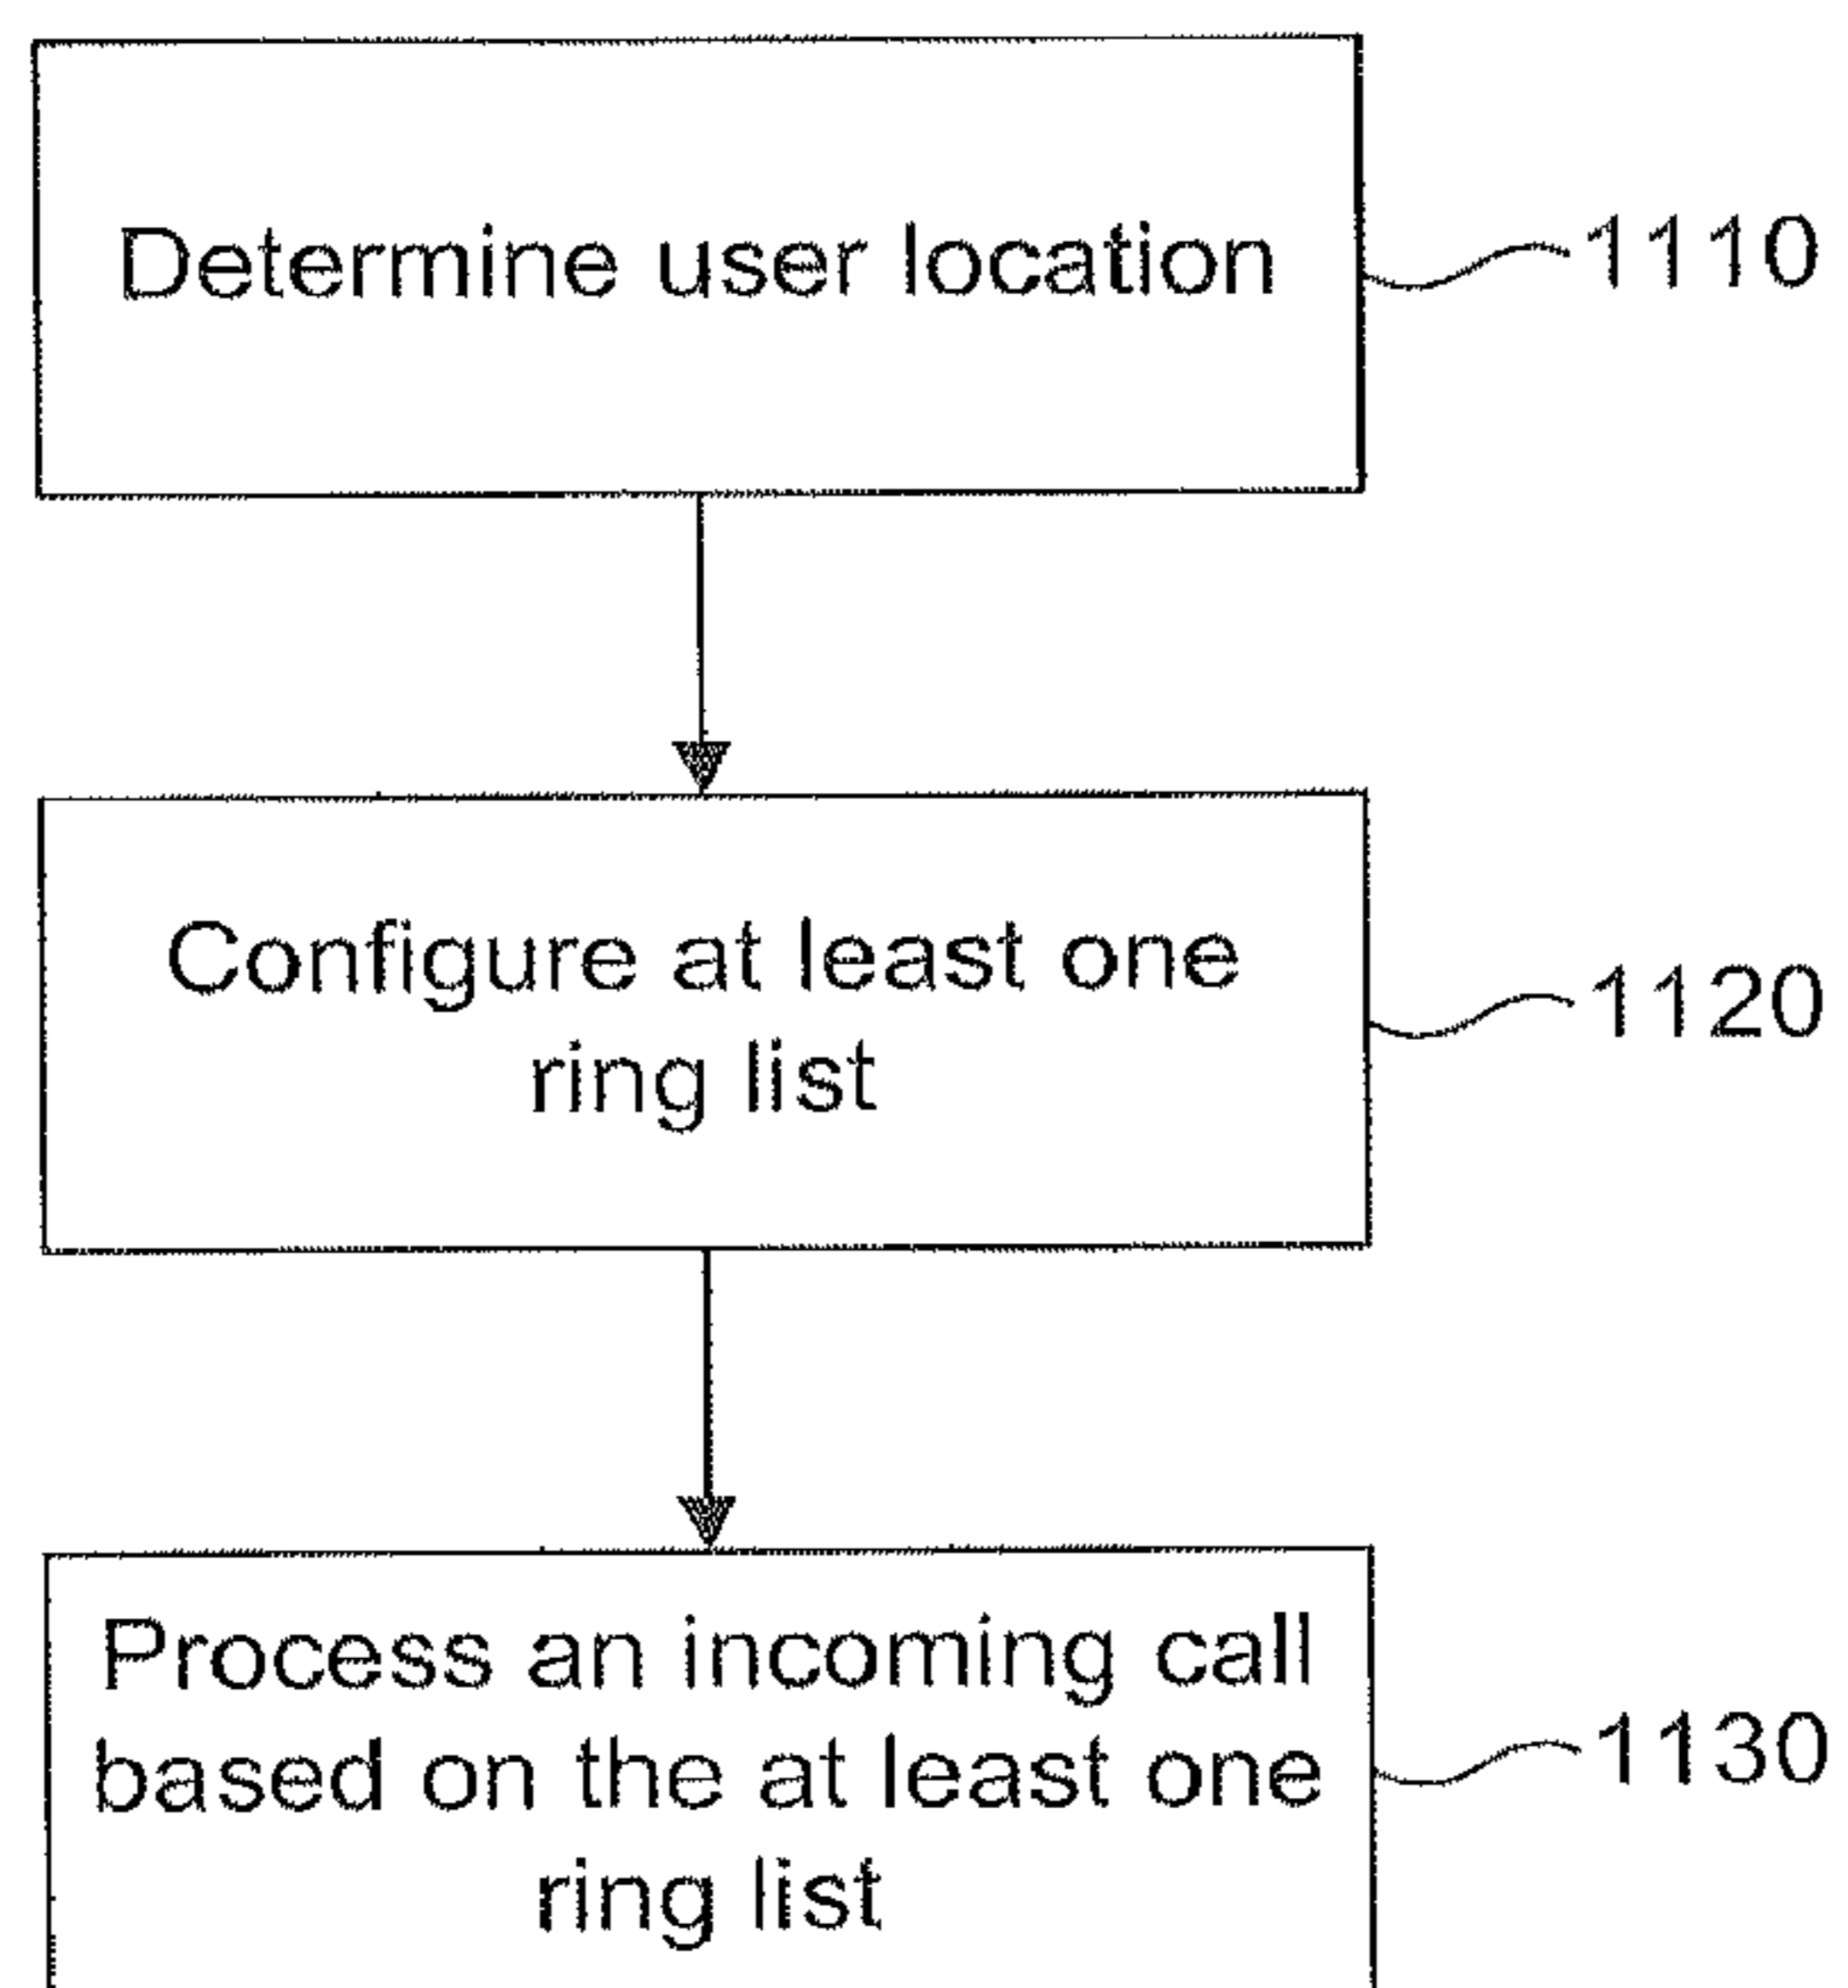 Determine user location
1110
Configure at least one
ring list
1120
Process an incoming call
based on the at least one
ring list
1130